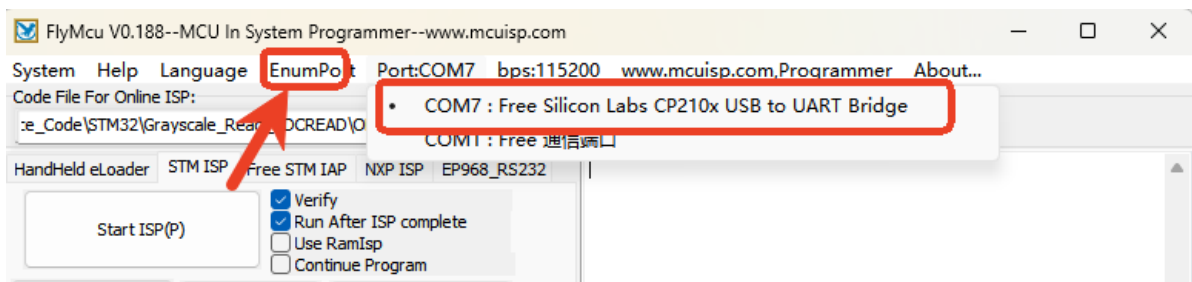 FlyMcu V0.188--MCU In System Programmer--www.mcuisp.com
System Help Language EnumPort Port:COM7 bps:115200 www.mcuisp.com,Programmer About...
Code File For Online ISP:
• COM7 : Free Silicon Labs CP210x USB to UART Bridge
:e_Code\STM32\Grayscale_Read
COM1 : Free 通信端口
HandHeld eLoader STM ISP Free STM IAP NXP ISP EP968_RS232
Verify
Start ISP(P)
Run After ISP complete
Use RamIsp
Continue Program